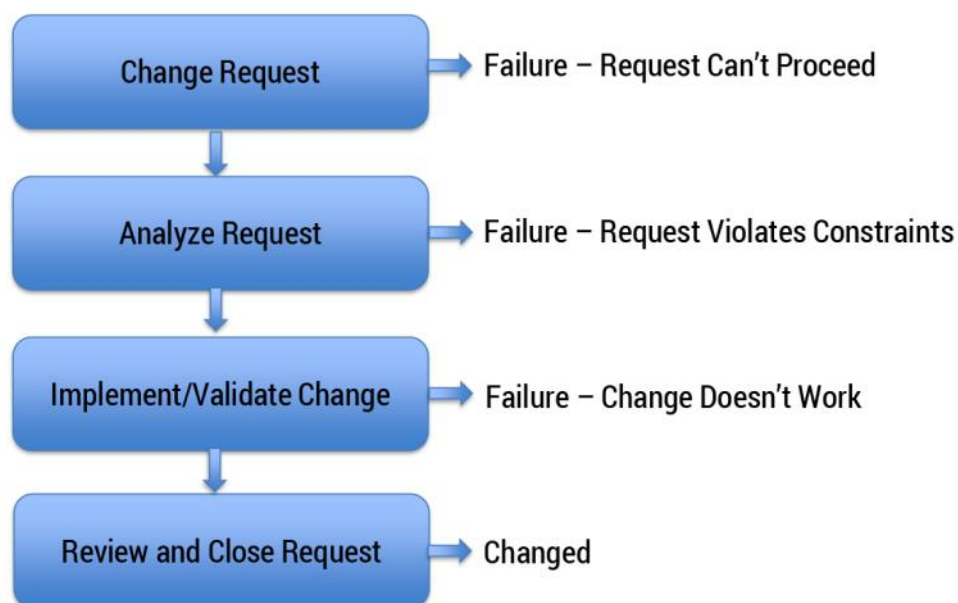 Change Request
Failure – Request Can't Proceed
Analyze Request
Failure – Request Violates Constraints
Implement/Validate Change
Failure – Change Doesn't Work
Review and Close Request
Changed